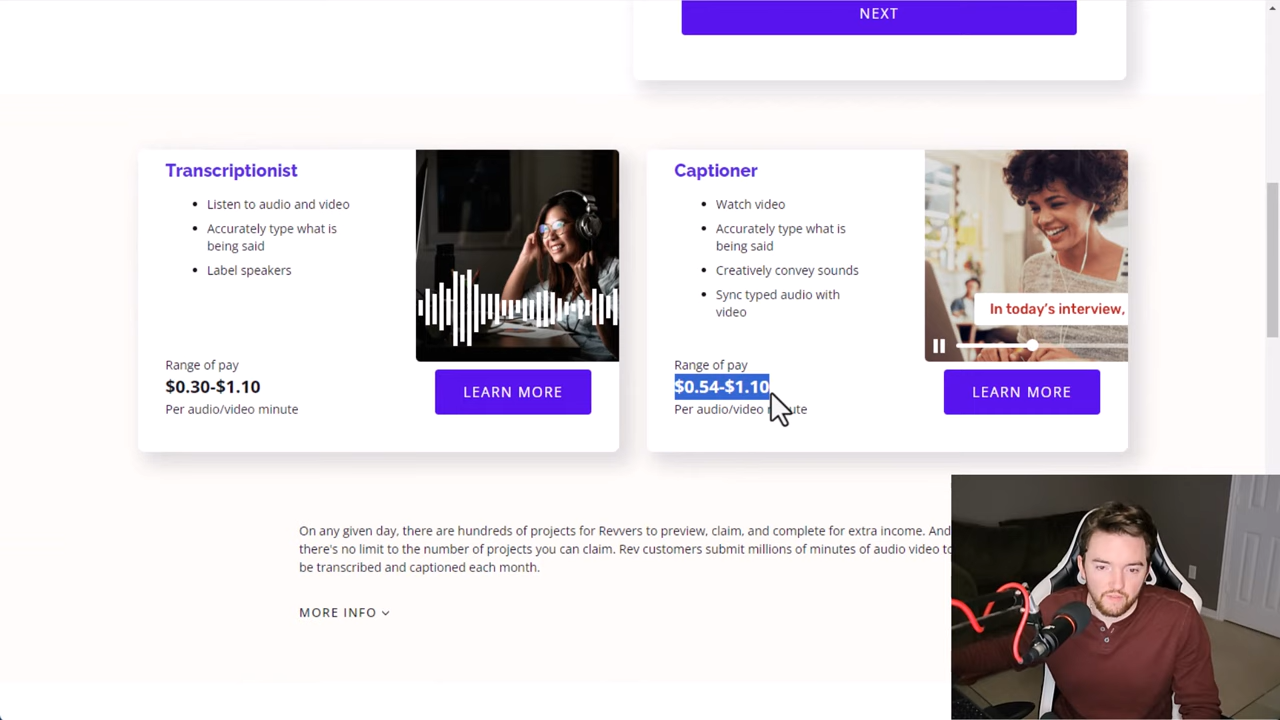 NEXT
Transcriptionist
• Listen to audio and video
• Accurately type what is
being said
• Label speakers
Range of pay
$0.30-$1.10
Per audio/video minute
LEARN MORE
Captioner
• Watch video
• Accurately type what is
being said
• Creatively convey sounds
• Sync typed audio with
video
In today's interview,
Range of pay
$0.54-$1.10
Per audio/video minute
LEARN MORE
On any given day, there are hundreds of projects for Revvers to preview, claim, and complete for extra income. And
there's no limit to the number of projects you can claim. Rev customers submit millions of minutes of audio video to
be transcribed and captioned each month.
MORE INFO